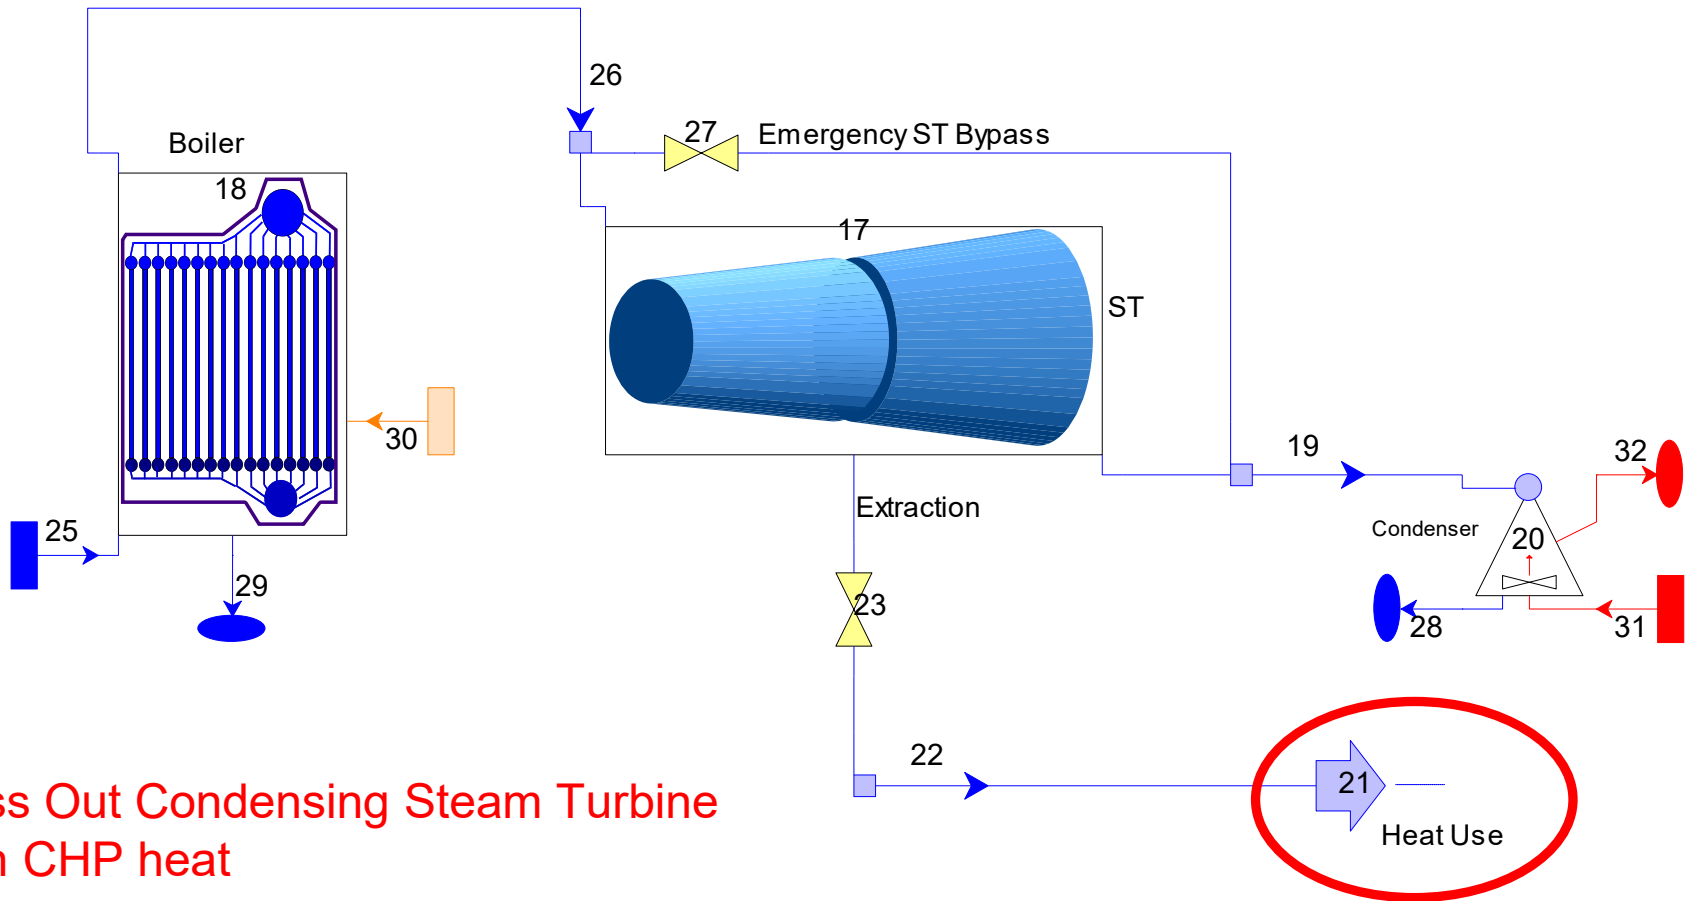 26
27
Emergency ST Bypass
Boiler
18
17
ST
30
19
32
Extraction
Condenser
20
25
29
23
28
31
22
21
Heat Use
Out Condensing Steam Turbine
CHP heat